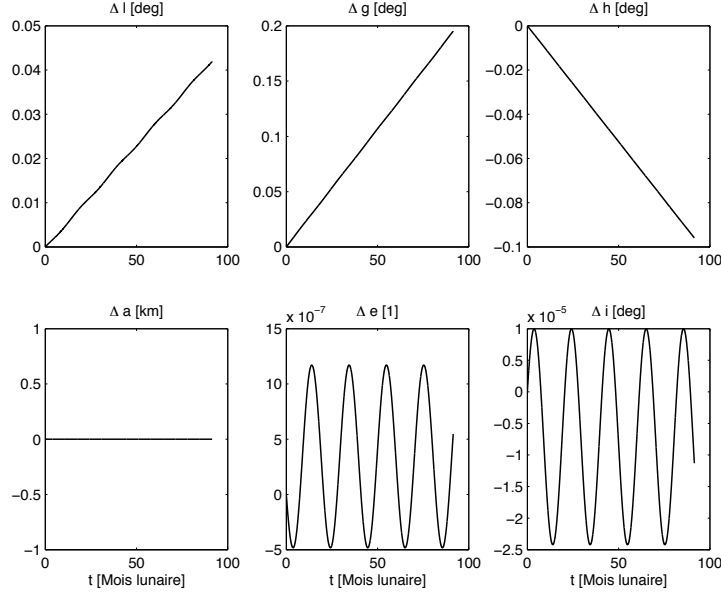 Δ l [deg]
0.05
0.04
0.03
0.02
0.01
0
0 50 100
Δ g [deg]
0.2
0.15
0.1
0.05
0
0 50 100
Δ h [deg]
0
−0.02
−0.04
−0.06
−0.08
−0.1
0 50 100
Δ a [km]
1
0.5
0
−0.5
−1
0 50 100
t [Mois lunaire]
x 10⁻⁷
Δ e [1]
15
10
5
0
−5
0 50 100
t [Mois lunaire]
x 10⁻⁵
Δ i [deg]
1
0.5
0
−0.5
−1
−1.5
−2
−2.5
0 50 100
t [Mois lunaire]